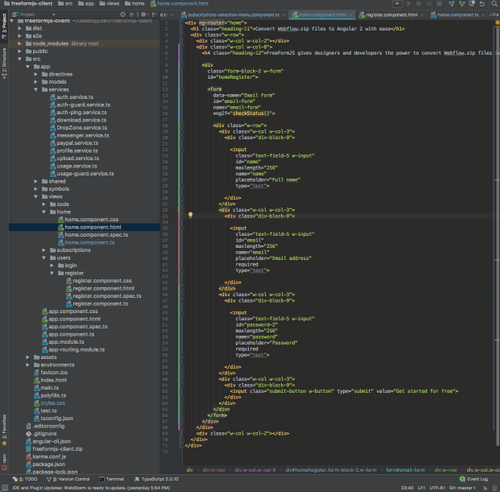 freeformjs-client
src
app
views
home
home.component.html
Project
subscriptions-selection-menu.component.ts
home.component.html
register.component.html
home.component.ts
freeformjs-client
dist
e2e
node_modules library root
public
src
app
directives
models
services
auth.service.ts
auth-guard.service.ts
auth-ping.service.ts
download.service.ts
DropZone.service.ts
messenger.service.ts
paypal.service.ts
profile.service.ts
upload.service.ts
usage.service.ts
usage-guard.service.ts
shared
symbols
views
code
home
home.component.css
home.component.html
home.component.spec.ts
home.component.ts
subscriptions
users
login
register
register.component.css
register.component.html
register.component.spec.ts
register.component.ts
app.component.css
app.component.html
app.component.spec.ts
app.component.ts
app.module.ts
app-routing.module.ts
assets
environments
favicon.ico
index.html
main.ts
polyfills.ts
styles.css
test.ts
tsconfig.json
.editorconfig
.gitignore
angular-cli.json
freeformjs-client.zip
karma.conf.js
package.json
package-lock.json
<h1 class="heading-11">Convert Webflow.zip files to Angular 2 with ease</h1>
<div class="w-row">
<div class="w-col w-col-2"></div>
<div class="w-col w-col-8">
<h4 class="heading-12">FreeFormJS gives designers and developers the power to convert Webflow.zip files
<div
class="form-block-2 w-form"
id="homeRegister">
<form
data-name="Email Form"
id="email-form"
name="email-form"
*ngIf="checkStatus()">
<div class="w-row">
<div class="w-col w-col-3">
<div class="div-block-9">
<input
class="text-field-5 w-input"
id="name"
maxlength="256"
name="name"
placeholder="Full name"
type="text">
</div>
</div>
<div class="w-col w-col-3">
<div class="div-block-9">
<input
class="text-field-5 w-input"
id="email"
maxlength="256"
name="email"
placeholder="Email address"
required
type="text">
</div>
</div>
<div class="w-col w-col-3">
<div class="div-block-9">
<input
class="text-field-5 w-input"
id="password-2"
maxlength="256"
name="password"
placeholder="Password"
required
type="text">
</div>
</div>
<div class="w-col w-col-3">
<div class="div-block-9">
<input class="submit-button w-button" type="submit" value="Get started for free">
</div>
</div>
</div>
</form>
</div>
</div>
<div class="w-col w-col-2"></div>
</div>
</div>
div
div.w-row
div.w-col.w-col-8
div#homeRegister.form-block-2.w-form
form#email-form
div.w-row
6: TODO
9: Version Control
Terminal
TypeScript 2.0.10
IDE and Plugin Updates: WebStorm is ready to update. (yesterday 5:54 PM)
33:40
LF
UTF-8
Git: master